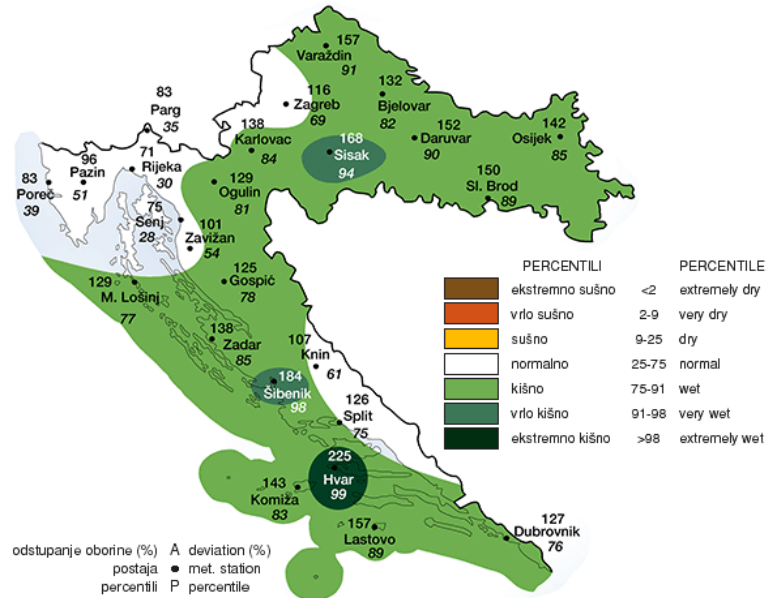 157
Varaždin
91
132
Bjelovar
82
116
Zagreb
69
83
Parg
35
138
Karlovac
84
168
Sisak
94
152
Daruvar
90
142
Osijek
85
96
Pazin
51
71
Rijeka
30
83
Poreč
39
129
Ogulin
81
150
Sl. Brod
89
75
Senj
28
101
Zavižan
54
125
Gospić
78
129
M. Lošinj
77
138
Zadar
85
107
Knin
61
184
Šibenik
98
126
Split
75
225
Hvar
99
143
Komiža
83
157
Lastovo
89
127
Dubrovnik
76
PERCENTILI PERCENTILE
ekstremno sušno <2 extremely dry
vrlo sušno 2-9 very dry
sušno 9-25 dry
normalno 25-75 normal
kišno 75-91 wet
vrlo kišno 91-98 very wet
ekstremno kišno >98 extremely wet
odstupanje oborine (%) A deviation (%)
postaja met. station
percentili P percentile